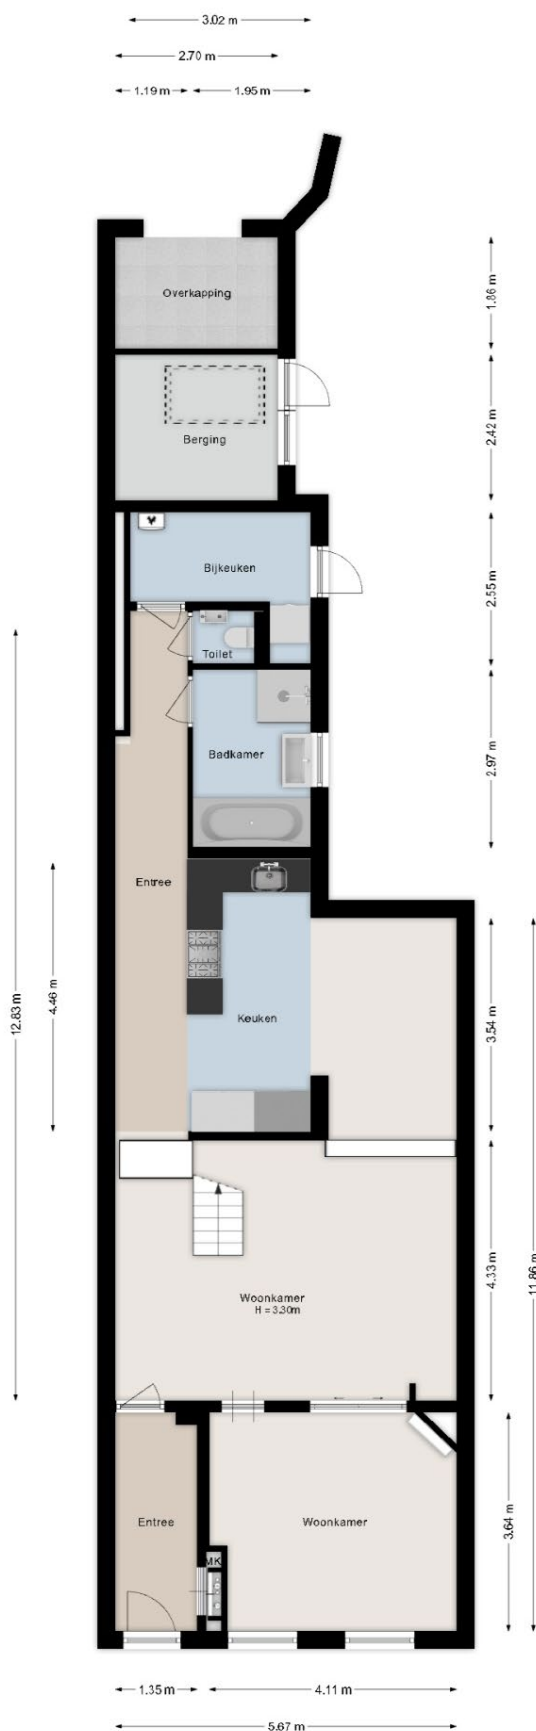 3.02 m
2.70 m
1.19 m
1.95 m
Overkapping
1.86 m
Berging
2.42 m
Bijkeuken
2.55 m
Toilet
Badkamer
2.97 m
Entree
12.83 m
4.46 m
Keuken
3.54 m
11.86 m
Woonkamer
H = 3.30m
4.33 m
Entree
Woonkamer
MK
3.64 m
1.35 m
4.11 m
5.67 m